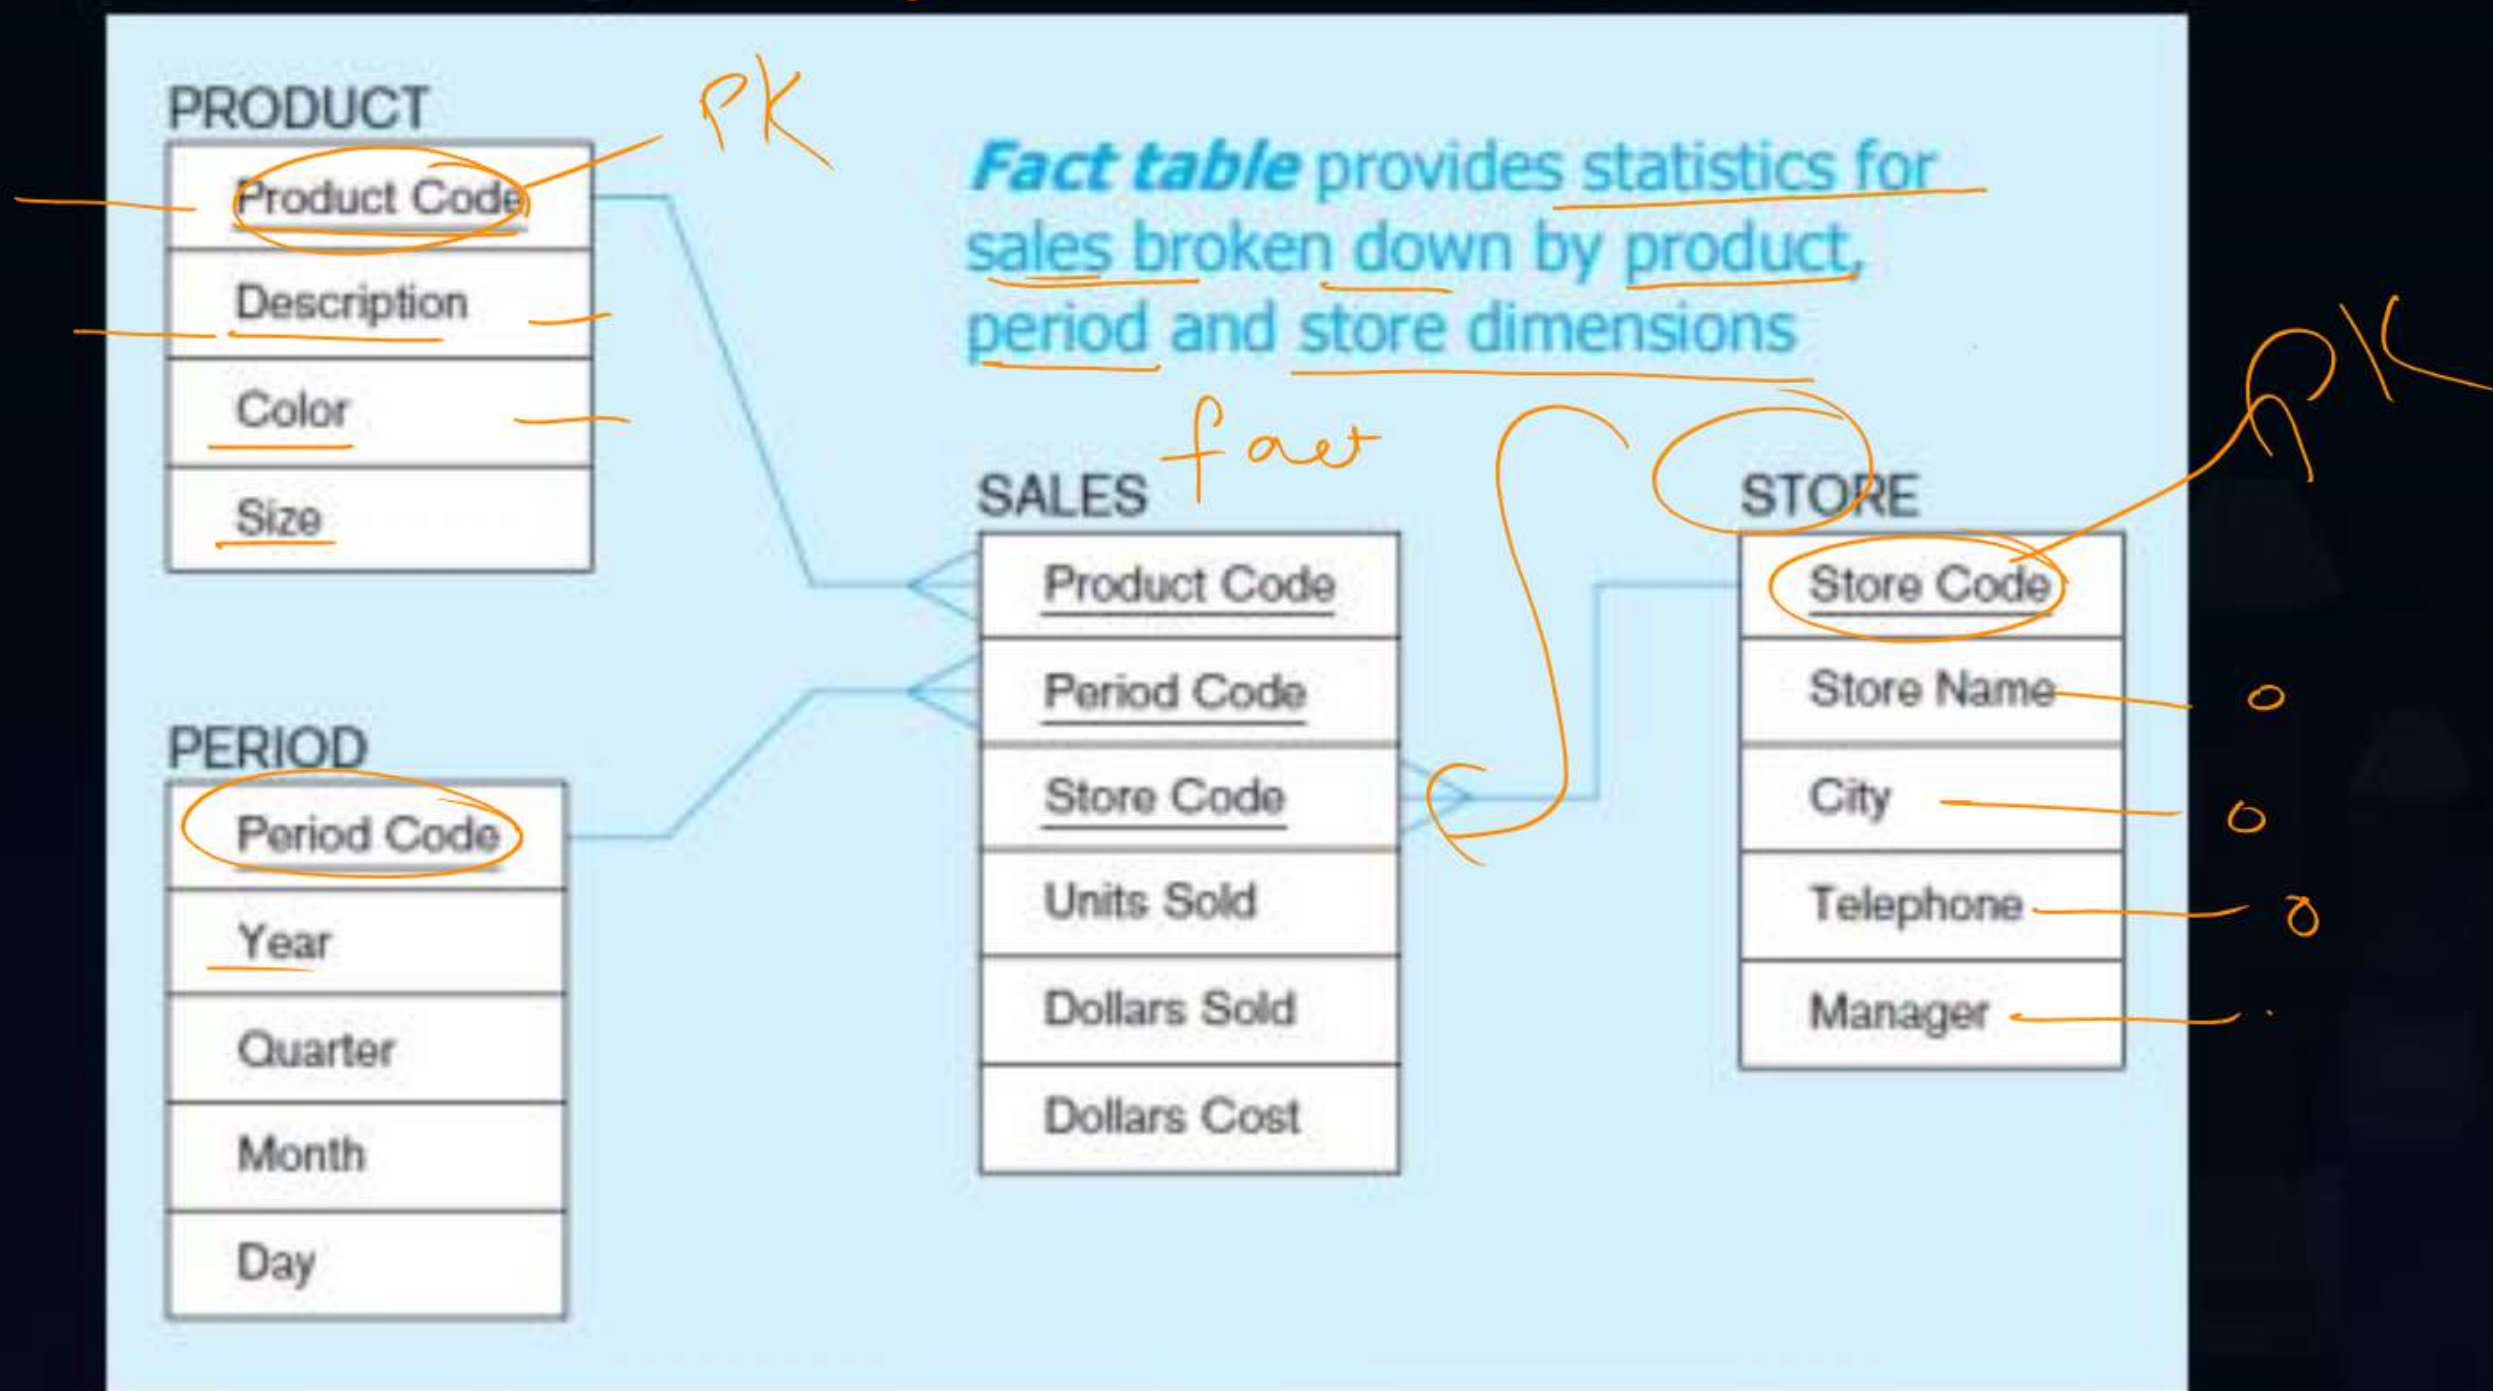 PRODUCT
PK
Product Code
Description
Color
Size
Fact table provides statistics for
sales broken down by product,
period and store dimensions
PERIOD
Period Code
Year
Quarter
Month
Day
fact
SALES
Product Code
Period Code
Store Code
Units Sold
Dollars Sold
Dollars Cost
STORE
PK
Store Code
Store Name
City
Telephone
Manager